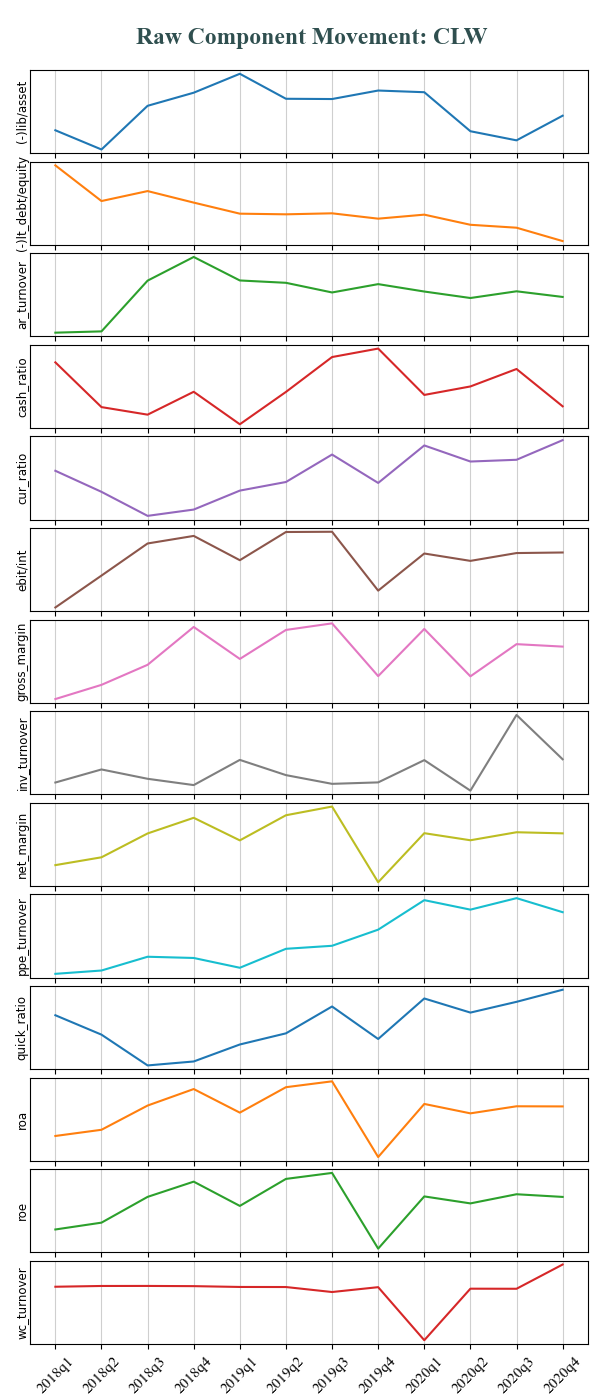 Raw Component Movement: CLW
(-)lib/asset
(-)lt_debt/equity
ar_turnover
cash_ratio
cur_ratio
ebit/int
gross_margin
inv_turnover
net_margin
ppe_turnover
quick_ratio
roa
roe
wc_turnover
2018q1 2018q2 2018q3 2018q4 2019q1 2019q2 2019q3 2019q4 2020q1 2020q2 2020q3 2020q4